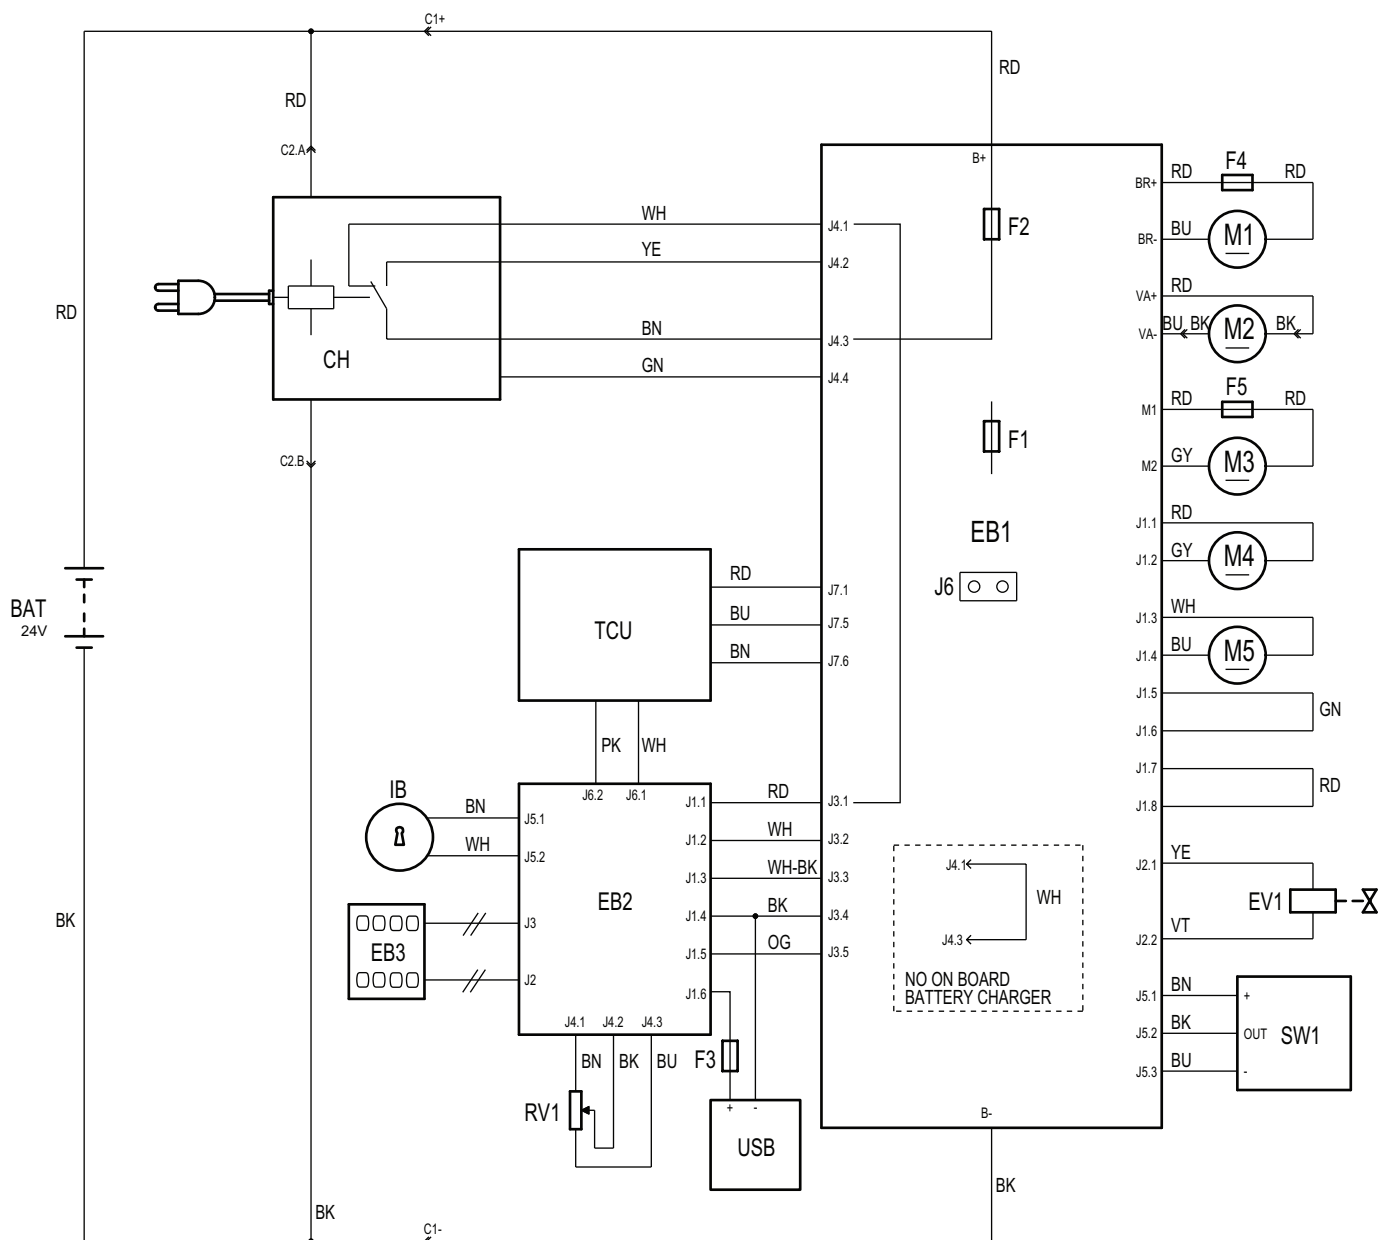 C1+
RD
RD
C2.A
B+
RD
F4
RD
BR+
WH
J4.1
F2
BU
M1
BR-
YE
J4.2
RD
VA+
RD
BU
BK
M2
BK
VA-
BN
J4.3
CH
GN
J4.4
RD
F5
RD
M1
F1
C2.B
GY
M3
M2
RD
J1.1
EB1
GY
M4
J1.2
RD
J7.1
J6
BAT
24V
TCU
BU
J7.5
WH
J1.3
BN
J7.6
BU
M5
J1.4
J1.5
GN
J1.6
PK
WH
J1.7
RD
J1.8
IB
J6.2
J6.1
BN
J5.1
J1.1
RD
J3.1
WH
J5.2
J1.2
WH
J3.2
J1.3
WH-BK
J3.3
J4.1
YE
J2.1
WH
EV1
BK
EB2
J1.4
BK
J3.4
J3
EB3
J1.5
OG
J3.5
J4.3
VT
J2.2
J2
J1.6
NO ON BOARD
BATTERY CHARGER
BN
J5.1
+
J4.1
J4.2
J4.3
BK
J5.2
OUT
SW1
BN
BK
BU
F3
BU
J5.3
-
RV1
+
-
USB
B-
BK
BK
C1-